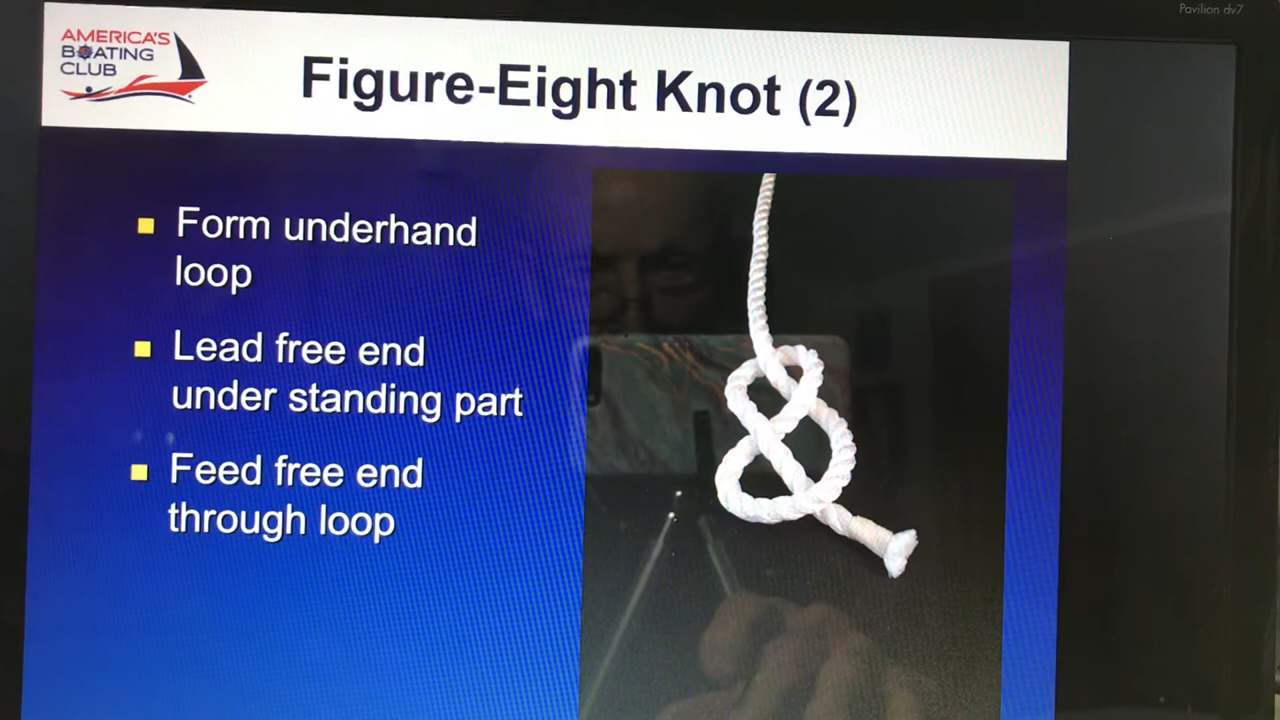 Pavilion dv7
AMERICA'S
BOATING
CLUB
Figure-Eight Knot (2)
Form underhand
loop
Lead free end
under standing part
Feed free end
through loop